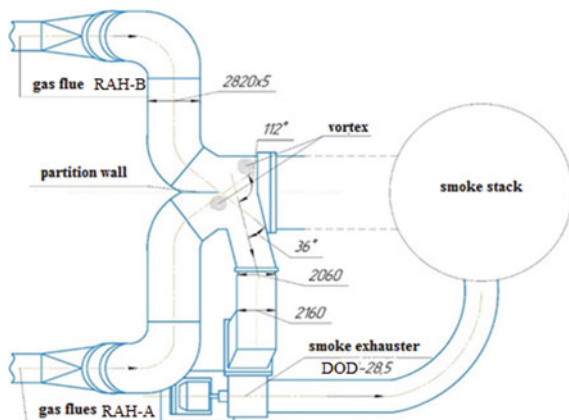 gas flue RAH-B
2820x5
112°
vortex
partition wall
smoke stack
36°
2060
2160
smoke exhauster
DOD-28,5
gas flues RAH-A